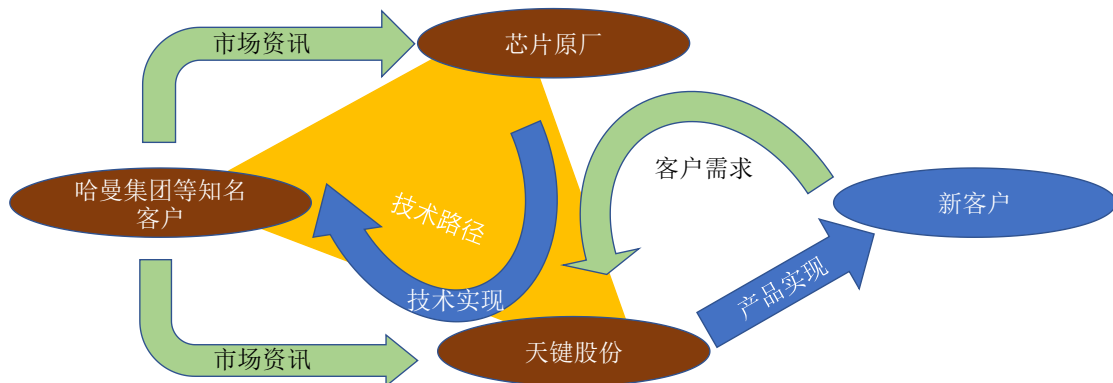 市场资讯
芯片原厂
客户需求
哈曼集团等知名
客户
技术路径
新客户
技术实现
产品实现
市场资讯
天键股份